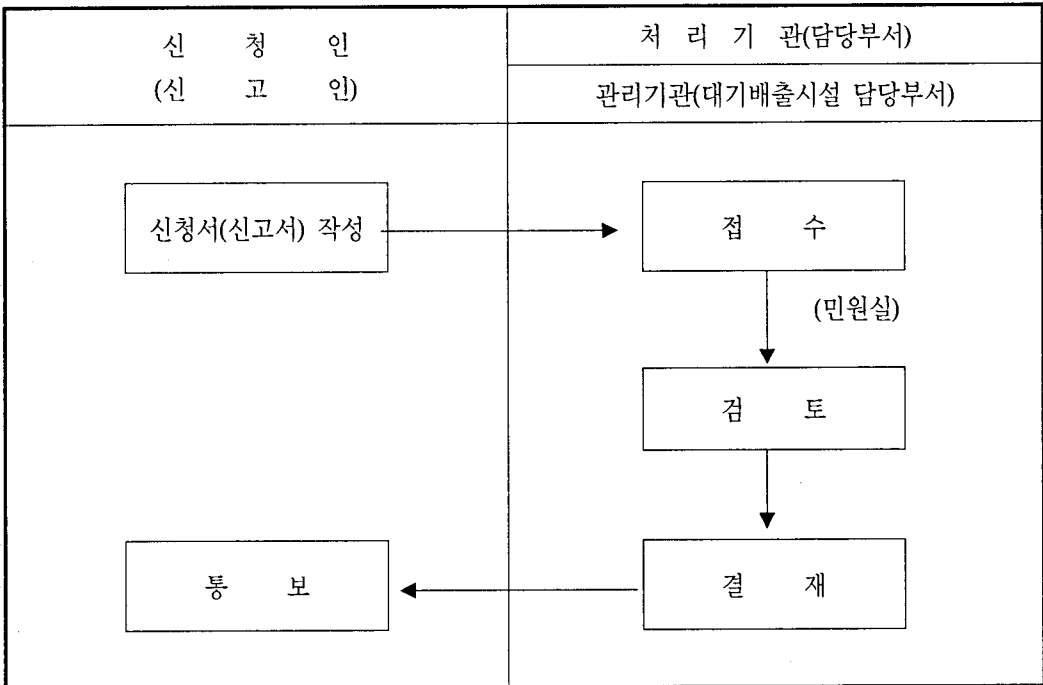 신 청 인
(신 고 인)
처 리 기 관(담당부서)
관리기관(대기배출시설 담당부서)
신청서(신고서) 작성
접 수
(민원실)
검 토
통 보
결 재